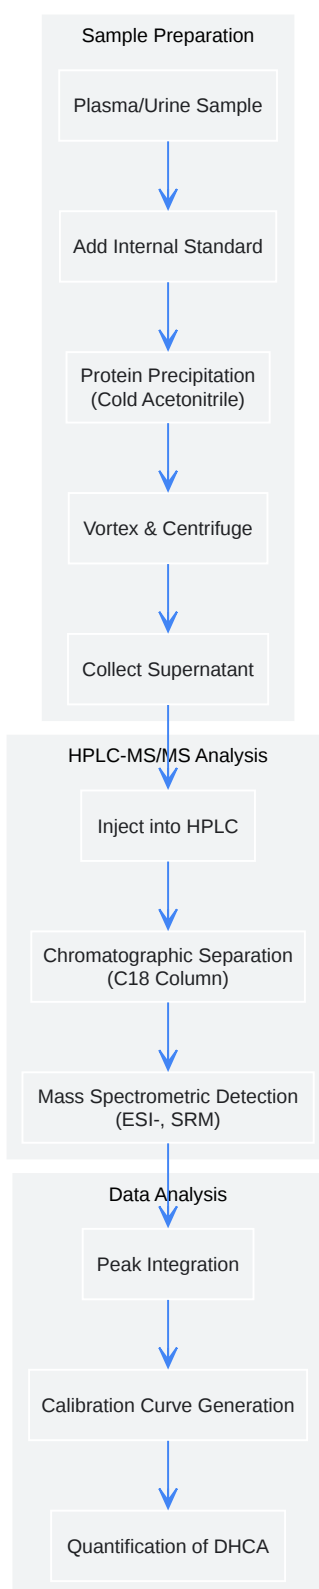 Sample Preparation
Plasma/Urine Sample
Add Internal Standard
Protein Precipitation
(Cold Acetonitrile)
Vortex & Centrifuge
Collect Supernatant
HPLC-MS/MS Analysis
Inject into HPLC
Chromatographic Separation
(C18 Column)
Mass Spectrometric Detection
(ESI-, SRM)
Data Analysis
Peak Integration
Calibration Curve Generation
Quantification of DHCA